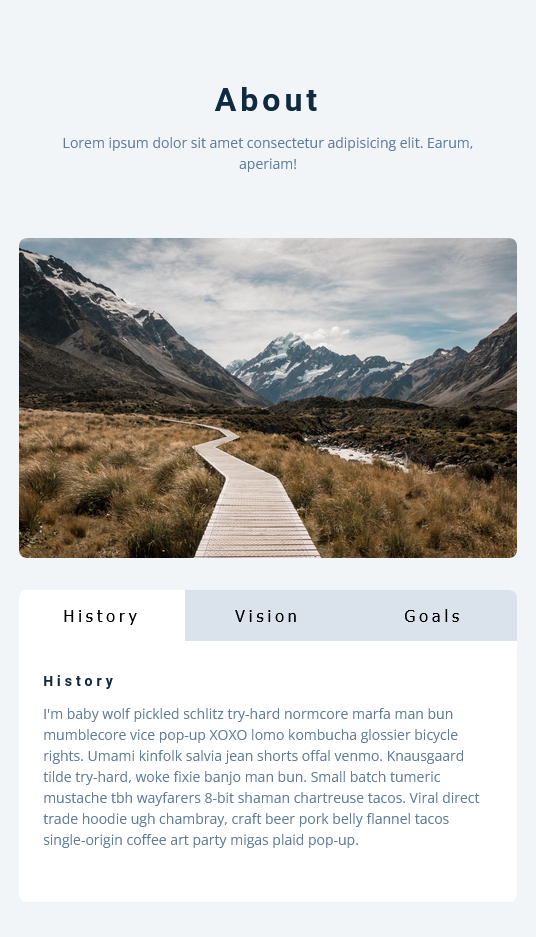 About
Lorem ipsum dolor sit amet consectetur adipisicing elit. Earum,
aperiam!
History
Vision
Goals
History
I'm baby wolf pickled schlitz try-hard normcore marfa man bun
mumblecore vice pop-up XOXO lomo kombucha glossier bicycle
rights. Umami kinfolk salvia jean shorts offal venmo. Knausgaard
tilde try-hard, woke fixie banjo man bun. Small batch tumeric
mustache tbh wayfarers 8-bit shaman chartreuse tacos. Viral direct
trade hoodie ugh chambray, craft beer pork belly flannel tacos
single-origin coffee art party migas plaid pop-up.